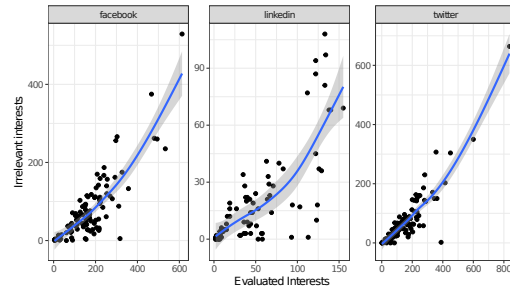 facebook
linkedin
twitter
Irrelevant interests
400
200
0
0 200 400 600
90
60
30
0
0 50 100 150
600
400
200
0
0 200 400 600 800
Evaluated Interests